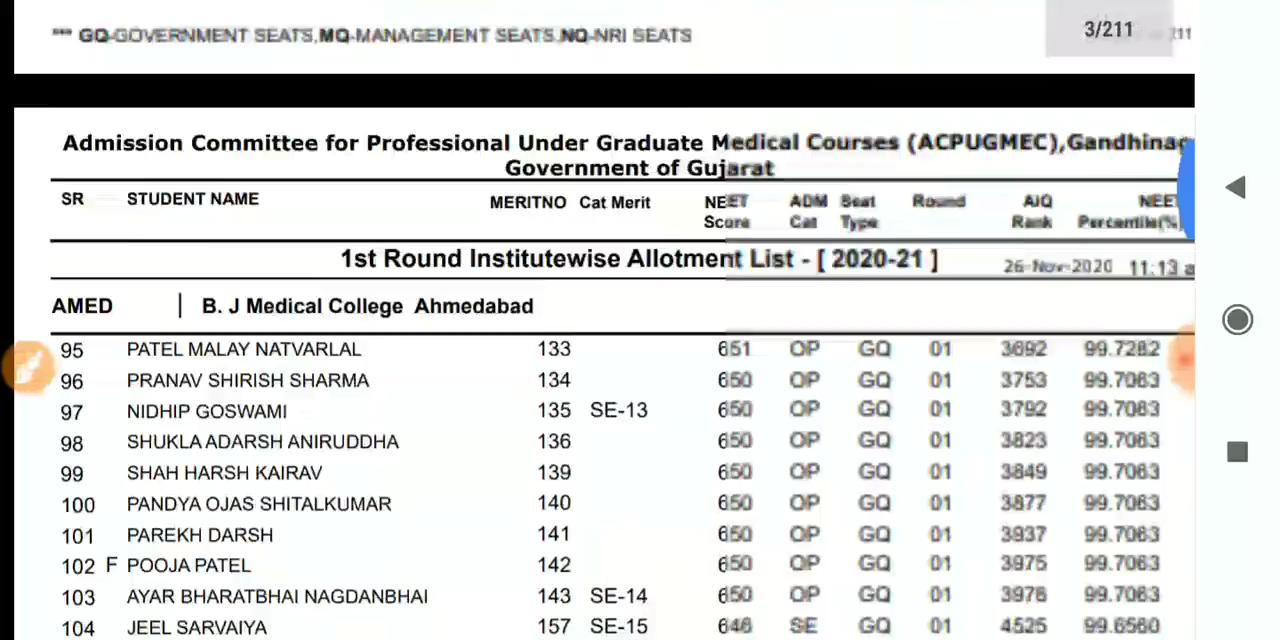 *** GQ-GOVERNMENT SEATS,MQ-MANAGEMENT SEATS,NQ-NRI SEATS 3/211 211
Admission Committee for Professional Under Graduate Medical Courses (ACPUGMEC),Gandhinag
Government of Gujarat
SR STUDENT NAME MERITNO Cat Merit NEET Score ADM Cat Seat Type Round AIQ Rank NEET Percentile(%)
1st Round Institutewise Allotment List - [ 2020-21 ] 26-Nov-2020 11:13 a
AMED | B. J Medical College Ahmedabad
95 PATEL MALAY NATVARLAL 133 651 OP GQ 01 3692 99.7282
96 PRANAV SHIRISH SHARMA 134 650 OP GQ 01 3753 99.7063
97 NIDHIP GOSWAMI 135 SE-13 650 OP GQ 01 3792 99.7063
98 SHUKLA ADARSH ANIRUDDHA 136 650 OP GQ 01 3823 99.7063
99 SHAH HARSH KAIRAV 139 650 OP GQ 01 3849 99.7063
100 PANDYA OJAS SHITALKUMAR 140 650 OP GQ 01 3877 99.7063
101 PAREKH DARSH 141 650 OP GQ 01 3937 99.7063
102 F POOJA PATEL 142 650 OP GQ 01 3975 99.7063
103 AYAR BHARATBHAI NAGDANBHAI 143 SE-14 650 OP GQ 01 3976 99.7063
104 JEEL SARVAIYA 157 SE-15 646 SE GQ 01 4525 99.6560